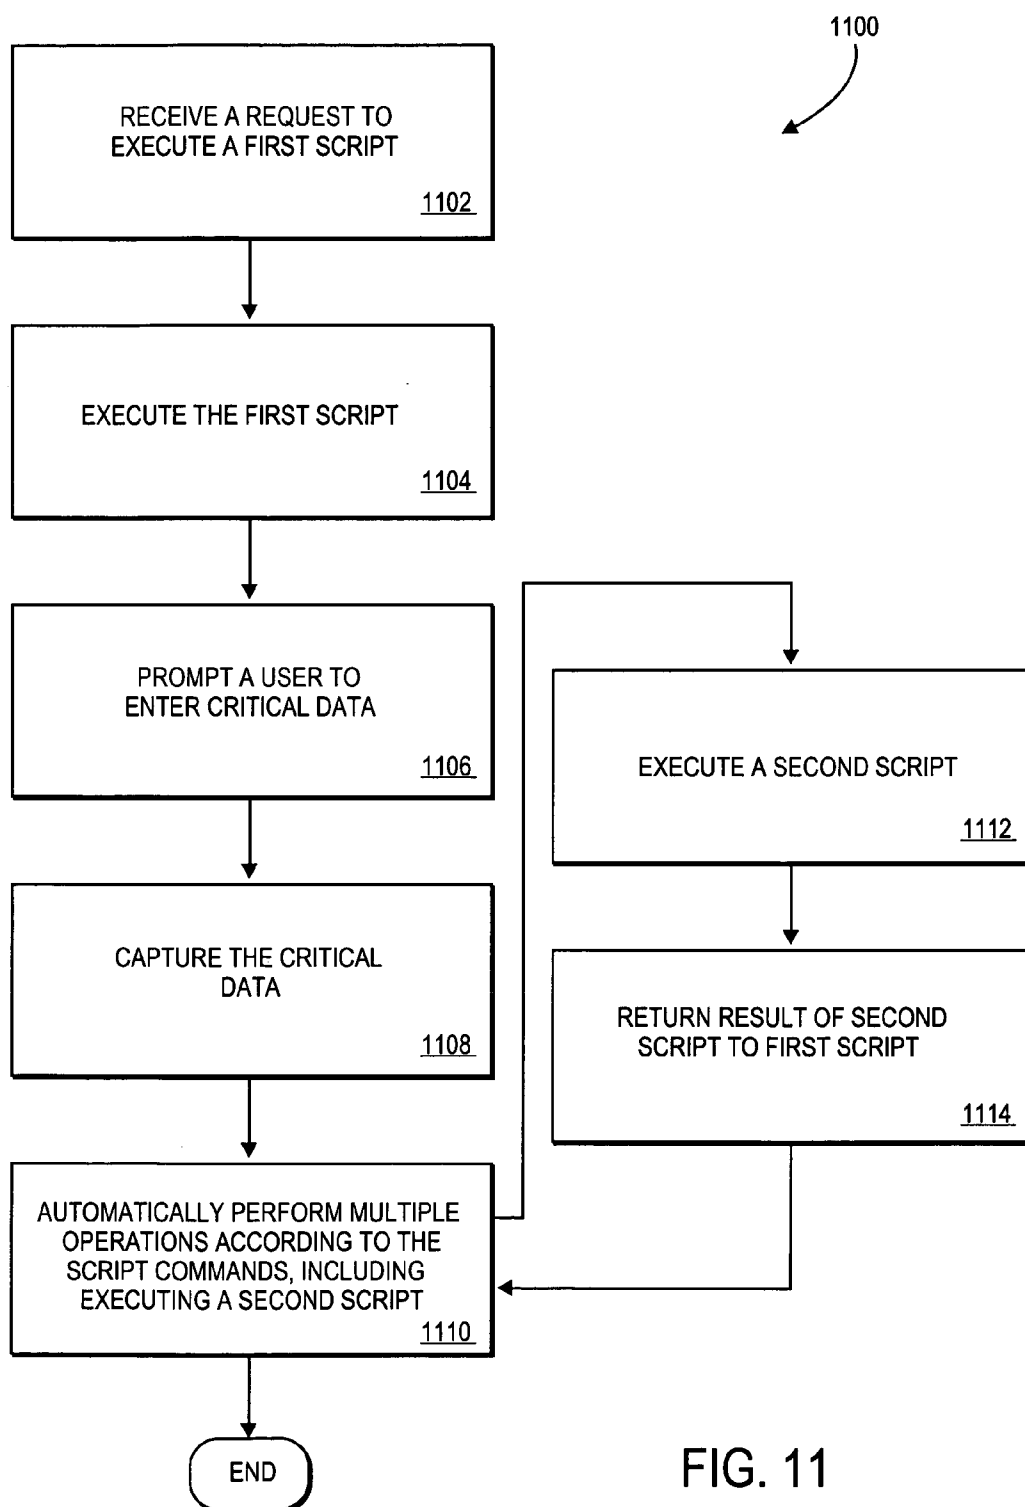 1100
RECEIVE A REQUEST TO
EXECUTE A FIRST SCRIPT
1102
EXECUTE THE FIRST SCRIPT
1104
PROMPT A USER TO
ENTER CRITICAL DATA
1106
CAPTURE THE CRITICAL
DATA
1108
AUTOMATICALLY PERFORM MULTIPLE
OPERATIONS ACCORDING TO THE
SCRIPT COMMANDS, INCLUDING
EXECUTING A SECOND SCRIPT
1110
EXECUTE A SECOND SCRIPT
1112
RETURN RESULT OF SECOND
SCRIPT TO FIRST SCRIPT
1114
END
FIG. 11